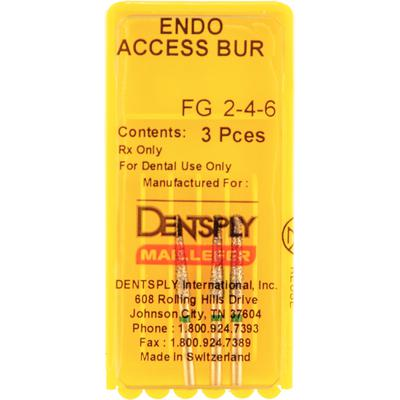 ENDO
ACCESS BUR
FG 2-4-6
Contents: 3 Pces
Rx Only
For Dental Use Only
Manufactured For :
DENTSPLY
MAILLEFER
DENTSPLY International, Inc.
608 Rolling Hills Drive
Johnson City, TN 37604
Phone : 1.800.924.7393
Fax : 1.800.924.7389
Made in Switzerland